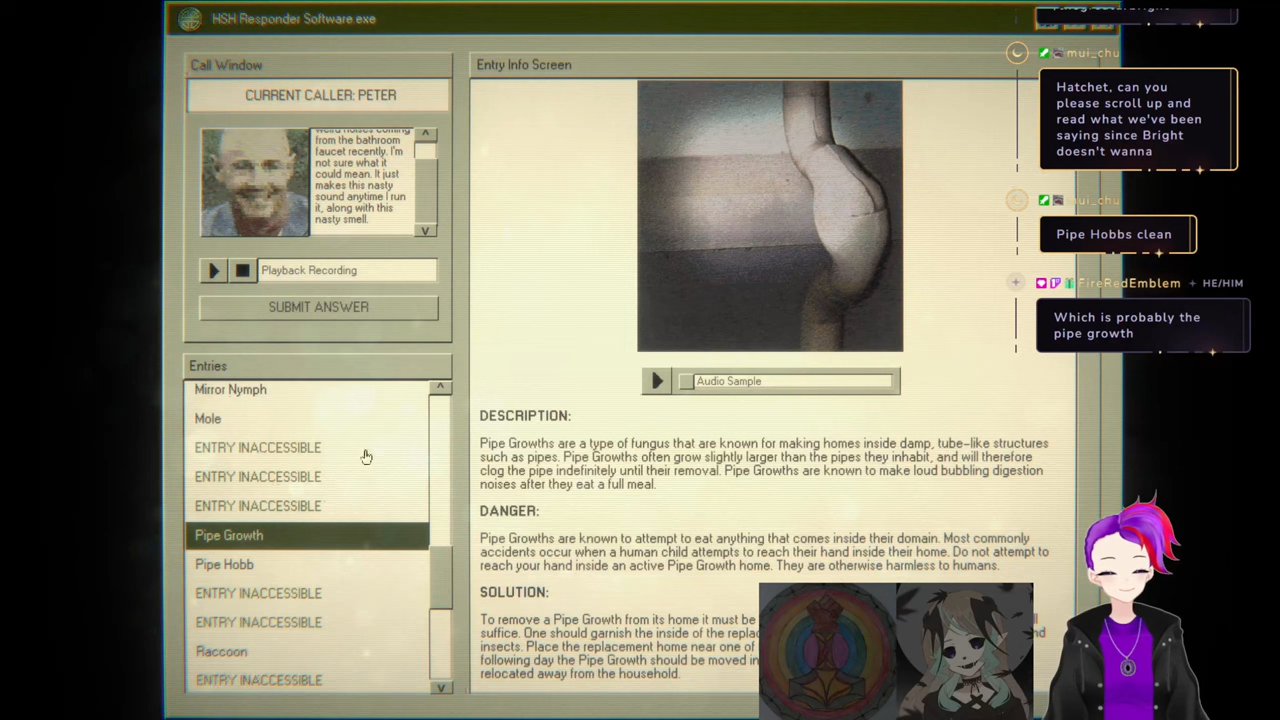 HSH Responder Software exe
Call Window
CURRENT CALLER: PETER
weird noises coming
from the bathroom
faucet recently. I'm
not sure what it
could mean. It just
makes this nasty
sound anytime I run
it, along with this
nasty smell.
Playback Recording
SUBMIT ANSWER
Entries
Mirror Nymph
Mole
ENTRY INACCESSIBLE
ENTRY INACCESSIBLE
ENTRY INACCESSIBLE
Pipe Growth
Pipe Hobb
ENTRY INACCESSIBLE
ENTRY INACCESSIBLE
Raccoon
ENTRY INACCESSIBLE
Entry Info Screen
Audio Sample
DESCRIPTION:
Pipe Growths are a type of fungus that are known for making homes inside damp, tube-like structures
such as pipes. Pipe Growths often grow slightly larger than the pipes they inhabit, and will therefore
clog the pipe indefinitely until their removal. Pipe Growths are known to make loud bubbling digestion
noises after they eat a full meal.
DANGER:
Pipe Growths are known to attempt to eat anything that comes inside their domain. Most commonly
accidents occur when a human child attempts to reach their hand inside their home. Do not attempt to
reach your hand inside an active Pipe Growth home. They are otherwise harmless to humans.
SOLUTION:
To remove a Pipe Growth from its home it must be
suffice. One should garnish the inside of the
insects. Place the replacement home near one of
following day the Pipe Growth should be moved in
relocated away from the household.
mui_chu
Hatchet, can you
please scroll up and
read what we've been
saying since Bright
doesn't wanna
mui_chu
Pipe Hobbs clean
FireRedEmblem + HE/HIM
Which is probably the
pipe growth